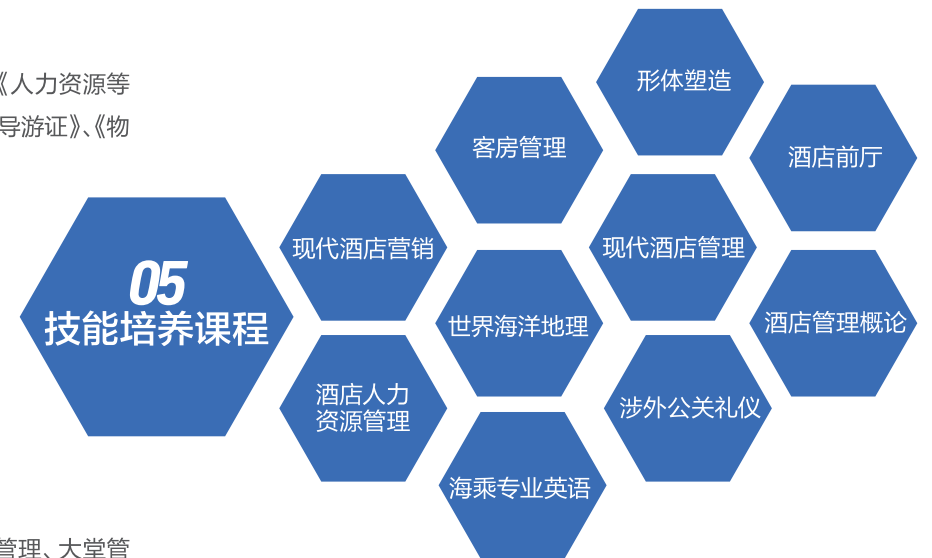 《人力资源等
导游证》、《物
05
技能培养课程
现代酒店营销
酒店人力
资源管理
客房管理
世界海洋地理
海乘专业英语
形体塑造
现代酒店管理
涉外公关礼仪
酒店前厅
酒店管理概论
管理、大堂管